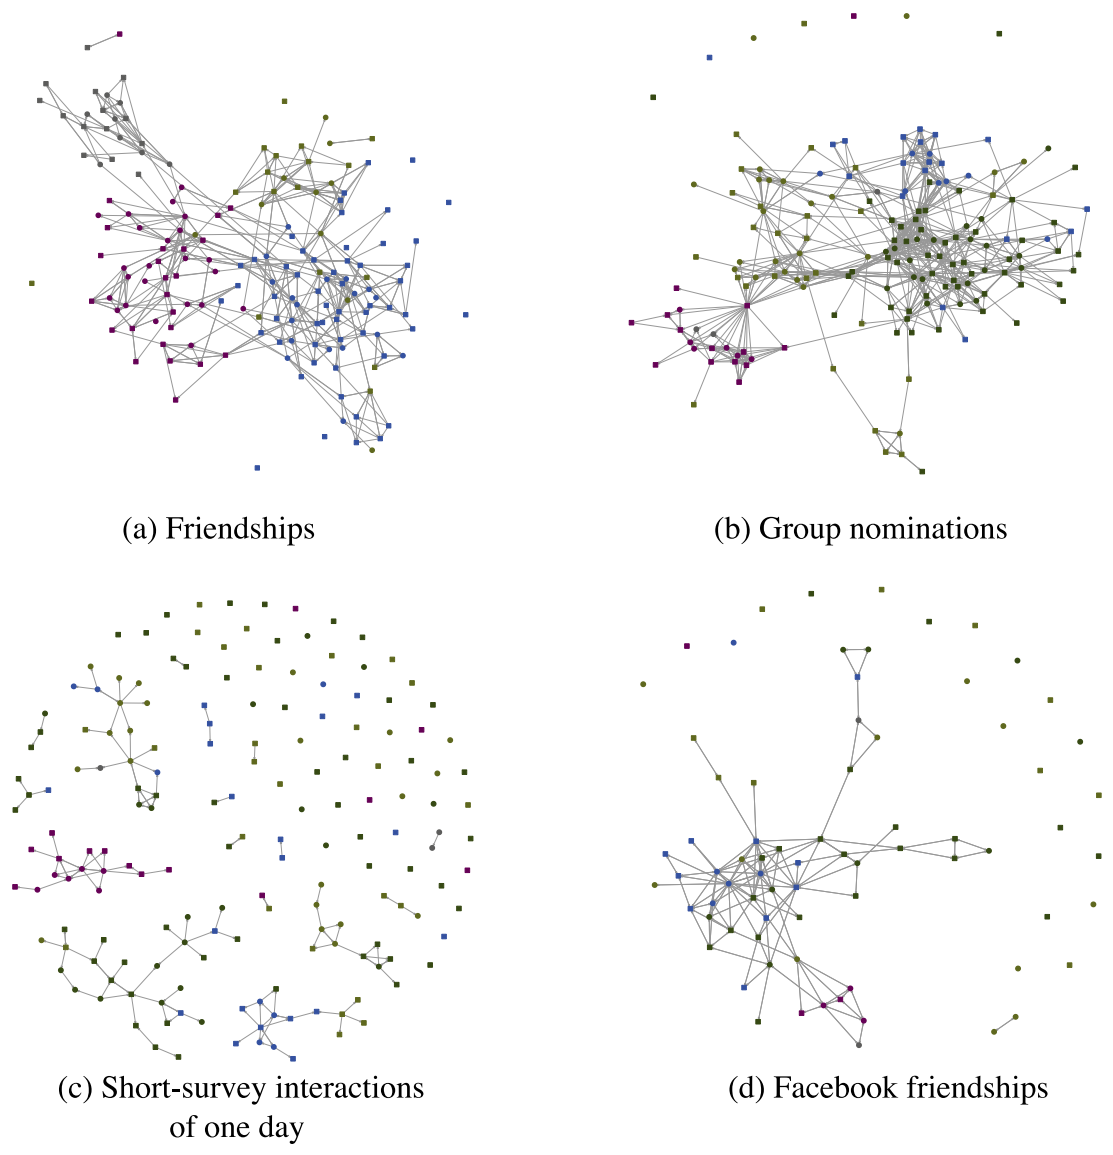 (a) Friendships
(b) Group nominations
(c) Short-survey interactions
of one day
(d) Facebook friendships